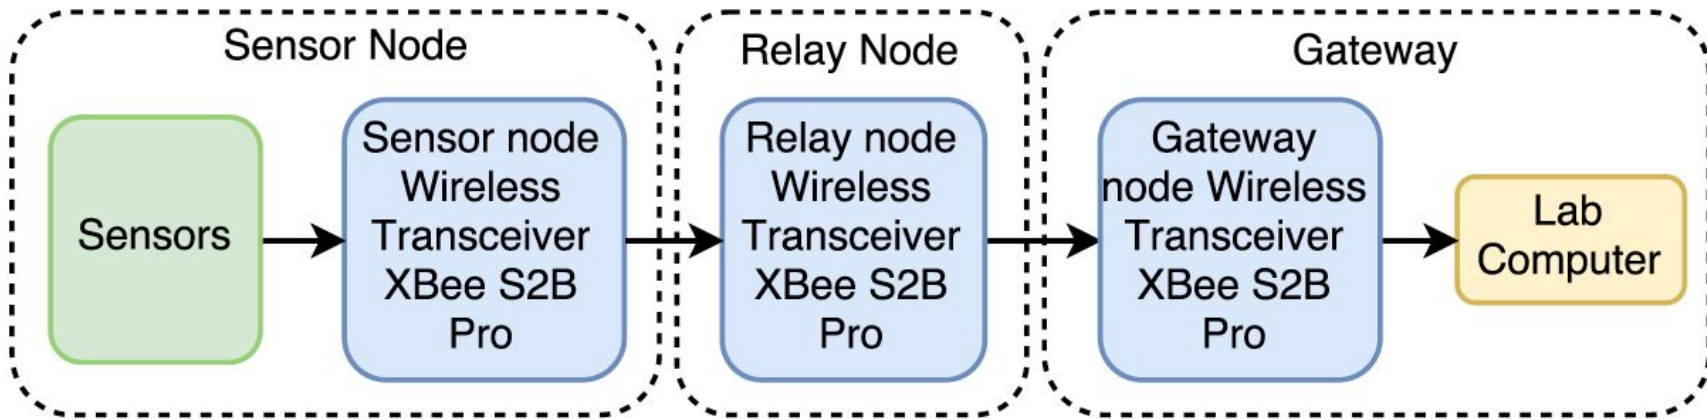 Sensor Node
Relay Node
Gateway
Sensors
Sensor node
Wireless
Transceiver
XBee S2B
Pro
Relay node
Wireless
Transceiver
XBee S2B
Pro
Gateway
node Wireless
Transceiver
XBee S2B
Pro
Lab
Computer